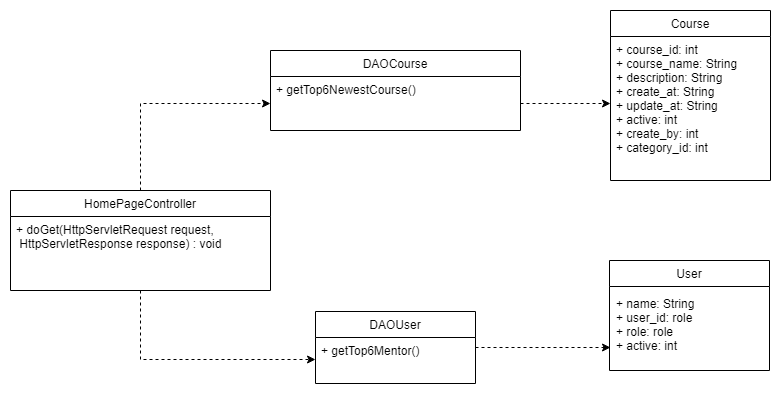 Course
+ course_id: int
+ course_name: String
+ description: String
+ create_at: String
+ update_at: String
+ active: int
+ create_by: int
+ category_id: int
DAOCourse
+ getTop6NewestCourse()
HomePageController
+ doGet(HttpServletRequest request,
HttpServletResponse response) : void
DAOUser
+ getTop6Mentor()
User
+ name: String
+ user_id: role
+ role: role
+ active: int